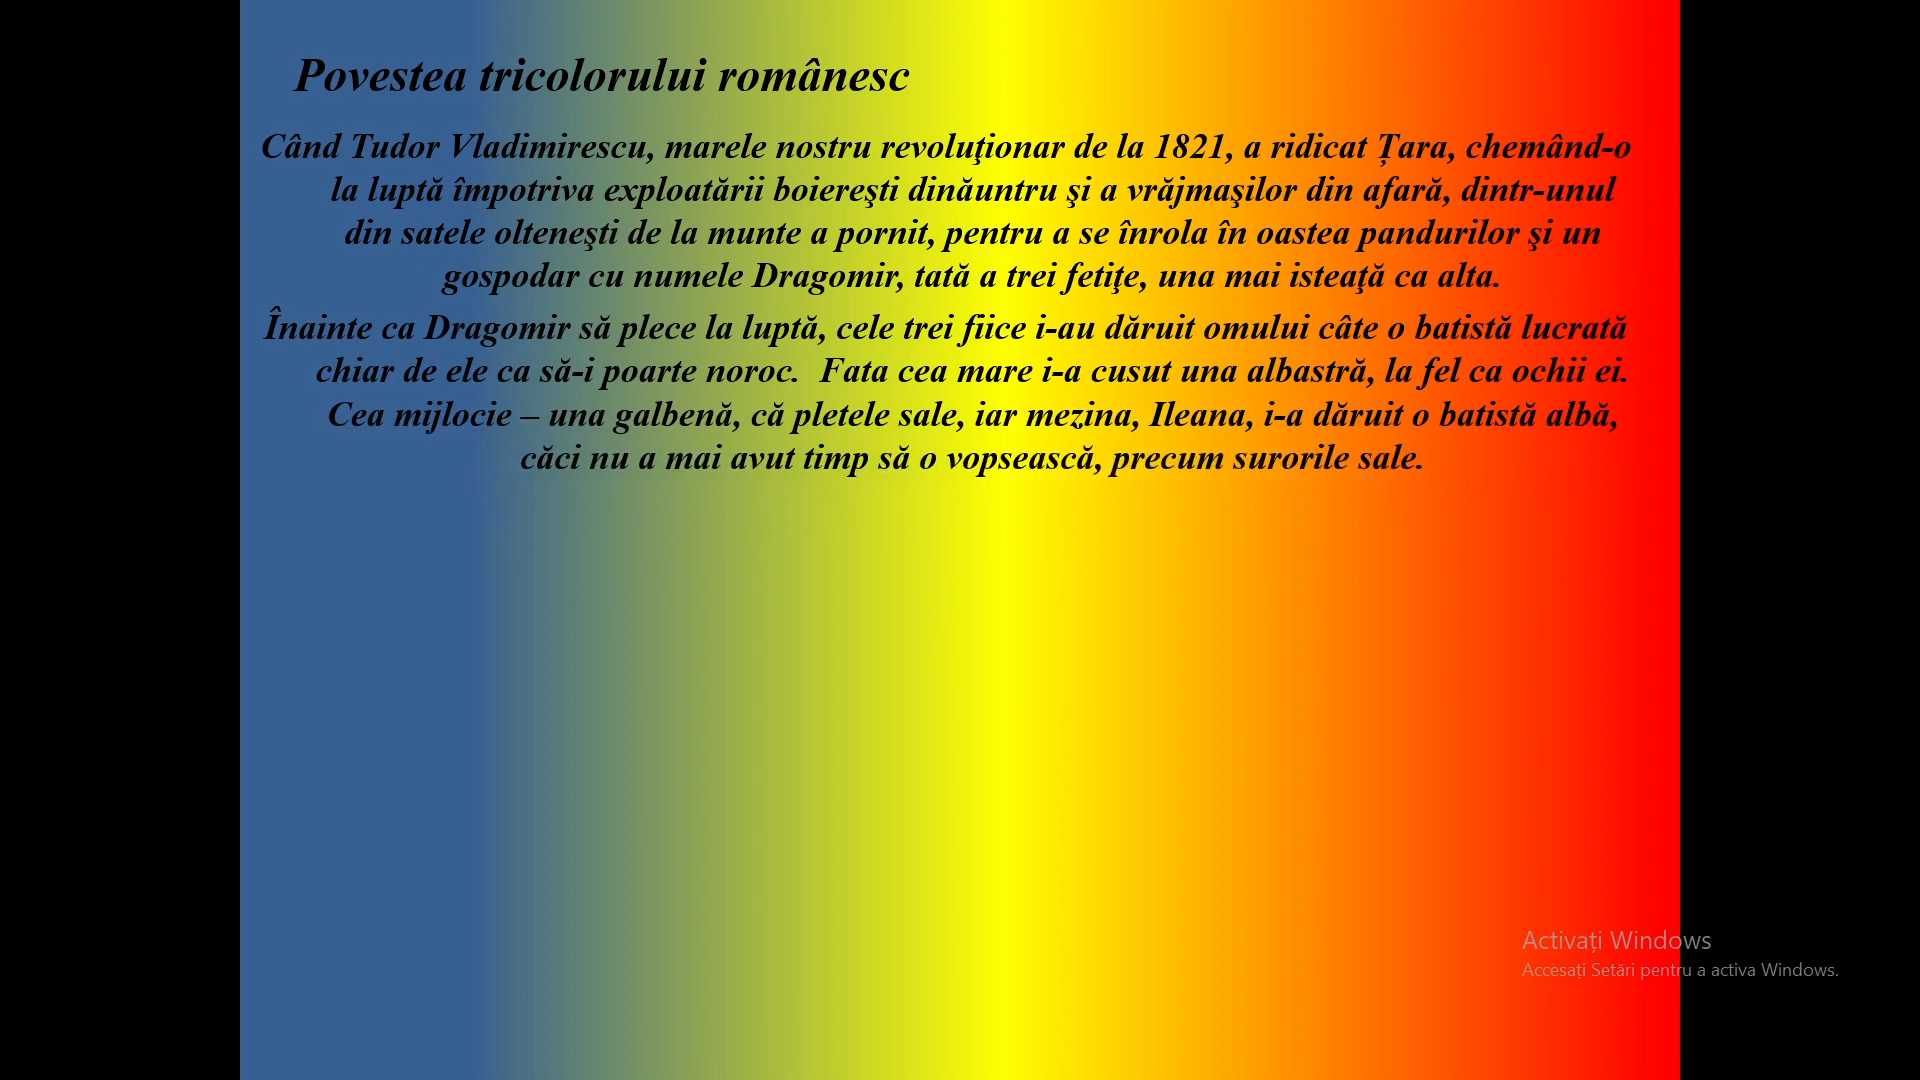 Povestea tricolorului românesc
Când Tudor Vladimirescu, marele nostru revoluţionar de la 1821, a ridicat Țara, chemând-o
la luptă împotriva exploatării boiereşti dinăuntru şi a vrăjmaşilor din afară, dintr-unul
din satele olteneşti de la munte a pornit, pentru a se înrola în oastea pandurilor şi un
gospodar cu numele Dragomir, tată a trei fetiţe, una mai isteaţă ca alta.
Înainte ca Dragomir să plece la luptă, cele trei fiice i-au dăruit omului câte o batistă lucrată
chiar de ele ca să-i poarte noroc.  Fata cea mare i-a cusut una albastră, la fel ca ochii ei.
Cea mijlocie – una galbenă, că pletele sale, iar mezina, Ileana, i-a dăruit o batistă albă,
căci nu a mai avut timp să o vopsească, precum surorile sale.
Activați Windows
Accesați Setări pentru a activa Windows.